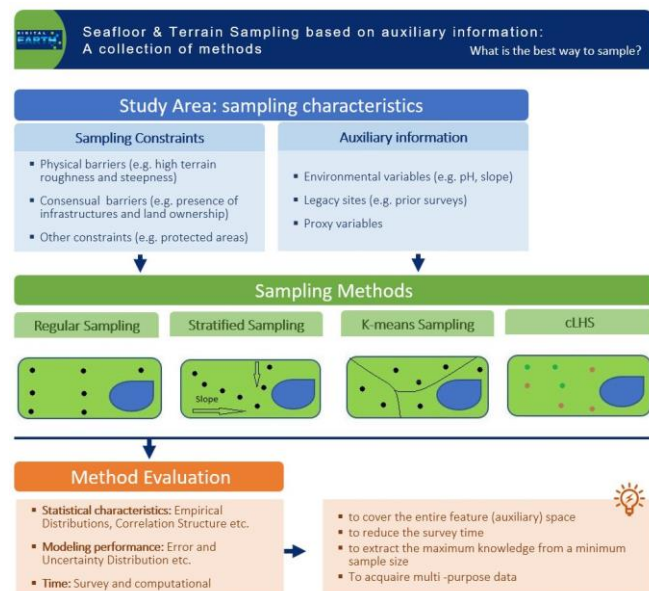 DIGITAL
EARTH
Seafloor & Terrain Sampling based on auxiliary information:
A collection of methods
What is the best way to sample?
Study Area: sampling characteristics
Sampling Constraints
▪ Physical barriers (e.g. high terrain
roughness and steepness)
▪ Consensual barriers (e.g. presence of
infrastructures and land ownership)
▪ Other constraints (e.g. protected areas)
Auxiliary information
▪ Environmental variables (e.g. pH, slope)
▪ Legacy sites (e.g. prior surveys)
▪ Proxy variables
Sampling Methods
Regular Sampling
Stratified Sampling
K-means Sampling
cLHS
Slope
Method Evaluation
▪ Statistical characteristics: Empirical
Distributions, Correlation Structure etc.
▪ Modeling performance: Error and
Uncertainty Distribution etc.
▪ Time: Survey and computational
▪ to cover the entire feature (auxiliary) space
▪ to reduce the survey time
▪ to extract the maximum knowledge from a minimum
sample size
▪ To acquaire multi -purpose data